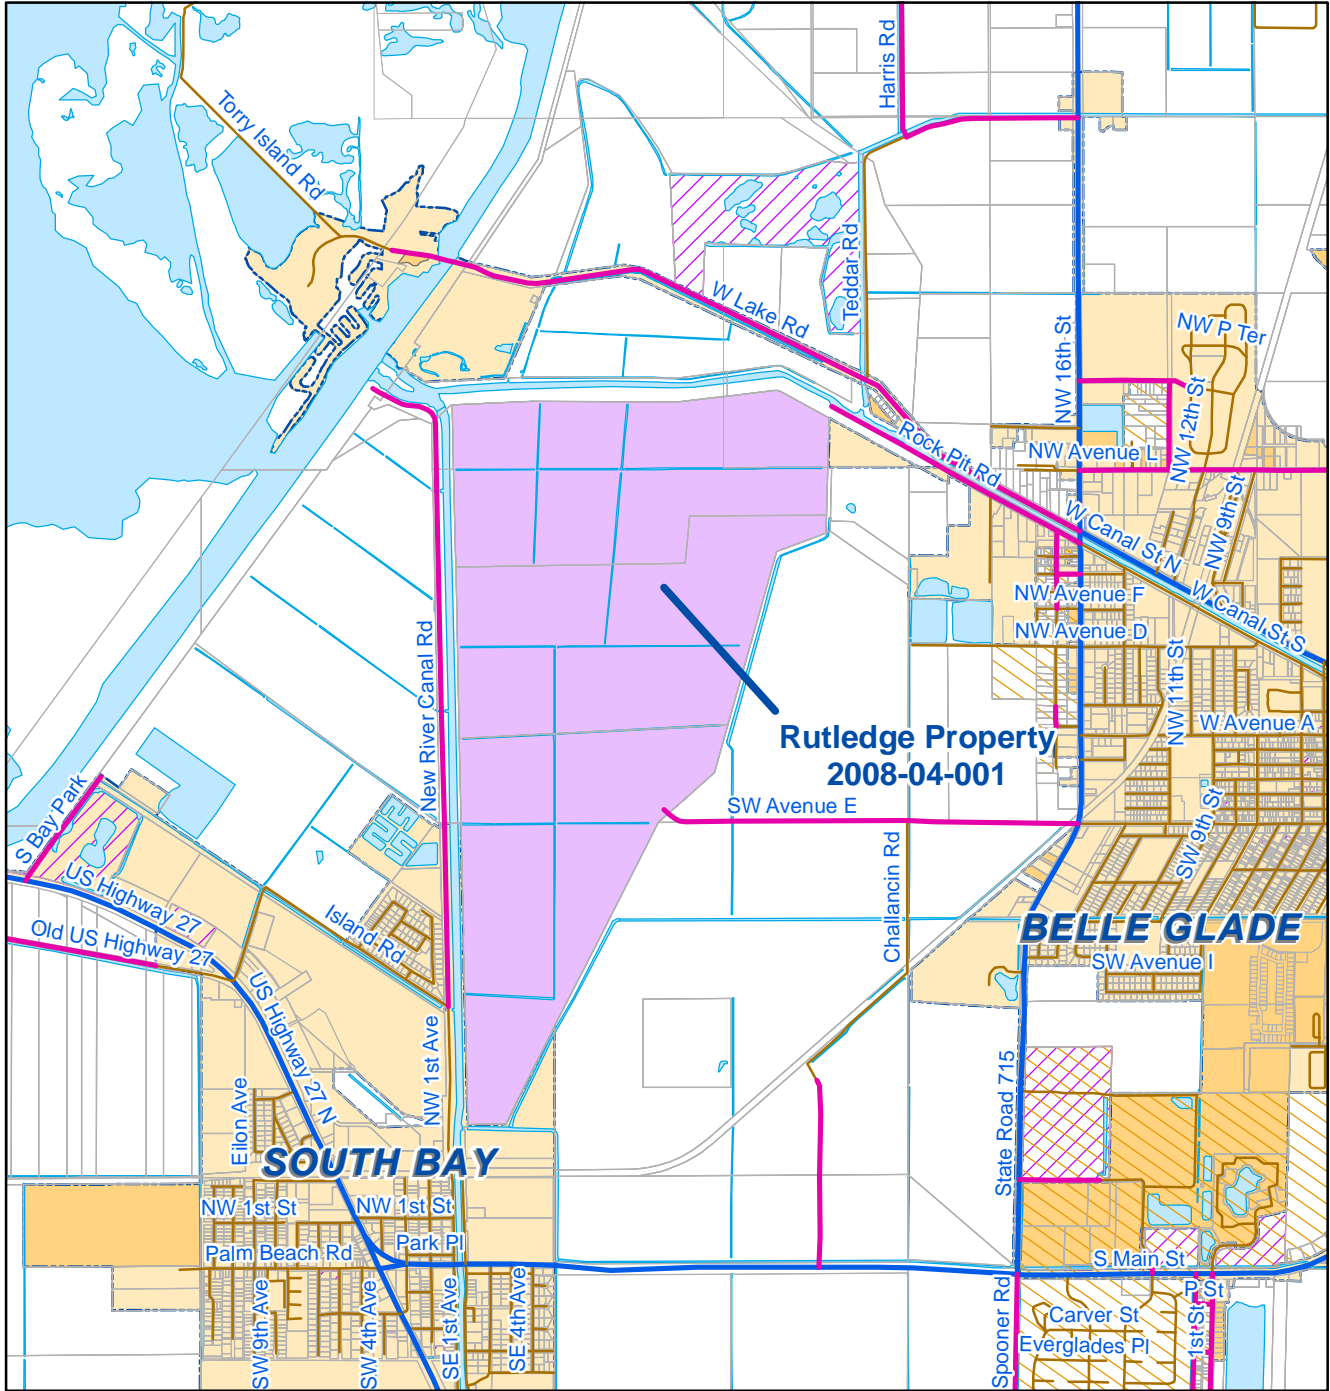 Harris Rd
Torry Island Rd
Teddar Rd
W Lake Rd
NW 16th St
NW P Ter
NW 12th St
Rock Pit Rd
NW Avenue L
NW 9th St
W Canal St N
NW Avenue F
W Canal St S
NW Avenue D
New River Canal Rd
NW 11th St
W Avenue A
Rutledge Property
2008-04-001
SW Avenue E
S Bay Park
SW 9th St
US Highway 27
Challancin Rd
Island Rd
Old US Highway 27
BELLE GLADE
SW Avenue I
US Highway 27 N
NW 1st Ave
State Road 715
Eilon Ave
SOUTH BAY
NW 1st St
NW 1st St
Park Pl
Palm Beach Rd
S Main St
SW 9th Ave
SW 4th Ave
SE 1st Ave
SE 4th Ave
Spooner Rd
P St
1st St
Carver St
Everglades Pl